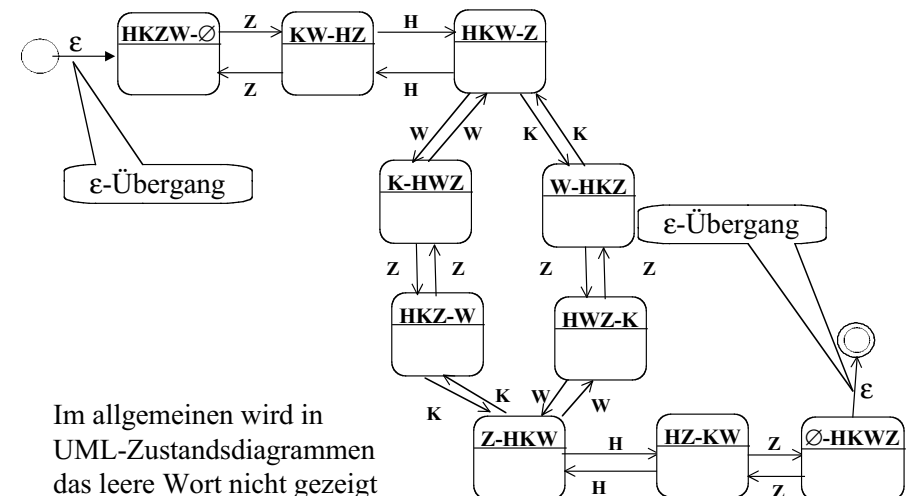 ε
HKZW-∅
Z
Z
KW-HZ
H
H
HKW-Z
ε-Übergang
W
W
K
K
K-HWZ
W-HKZ
ε-Übergang
Z
Z
Z
Z
HKZ-W
HWZ-K
K
K
W
W
ε
Im allgemeinen wird in
UML-Zustandsdiagrammen
das leere Wort nicht gezeigt
Z-HKW
H
H
HZ-KW
Z
Z
∅-HKWZ